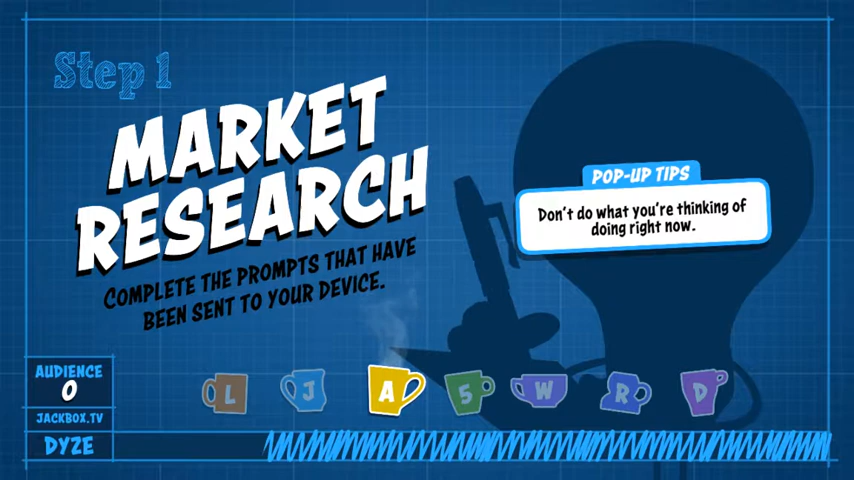 Step 1
MARKET
RESEARCH
COMPLETE THE PROMPTS THAT HAVE
BEEN SENT TO YOUR DEVICE.
POP-UP TIPS
Don't do what you're thinking of
doing right now.
L J A 5 W R D
AUDIENCE
0
JACKBOX.TV
DYZE